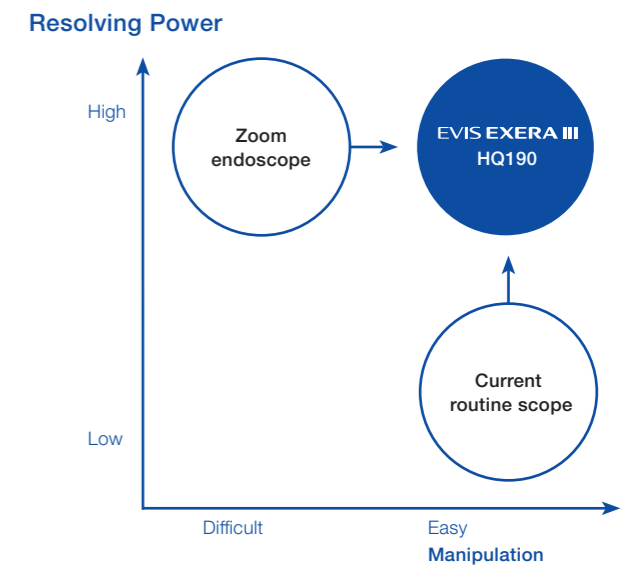 Resolving Power
High
Zoom
endoscope
EVIS EXERA III
HQ190
Current
routine scope
Low
Difficult
Easy
Manipulation